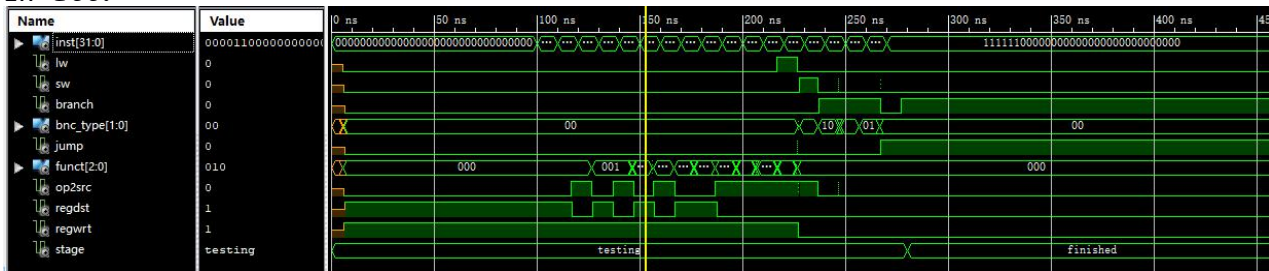 Name Value 0 ns 50 ns 100 ns 50 ns 200 ns 250 ns 300 ns 350 ns 400 ns
inst[31:0] 00001100000000000 00000000000000000000000000000000 ... ... ... ... ... ... ... ... ... ... ... ... ... ... ... ... ... 11111100000000000000000000000000
lw 0
sw 0
branch 0
bnc_type[1:0] 00 X 00 10 01 00
jump 0
funct[2:0] 010 000 001 ... ... ... ... ... 000
op2src 0
regdst 1
regwrt 1
stage testing testing finished